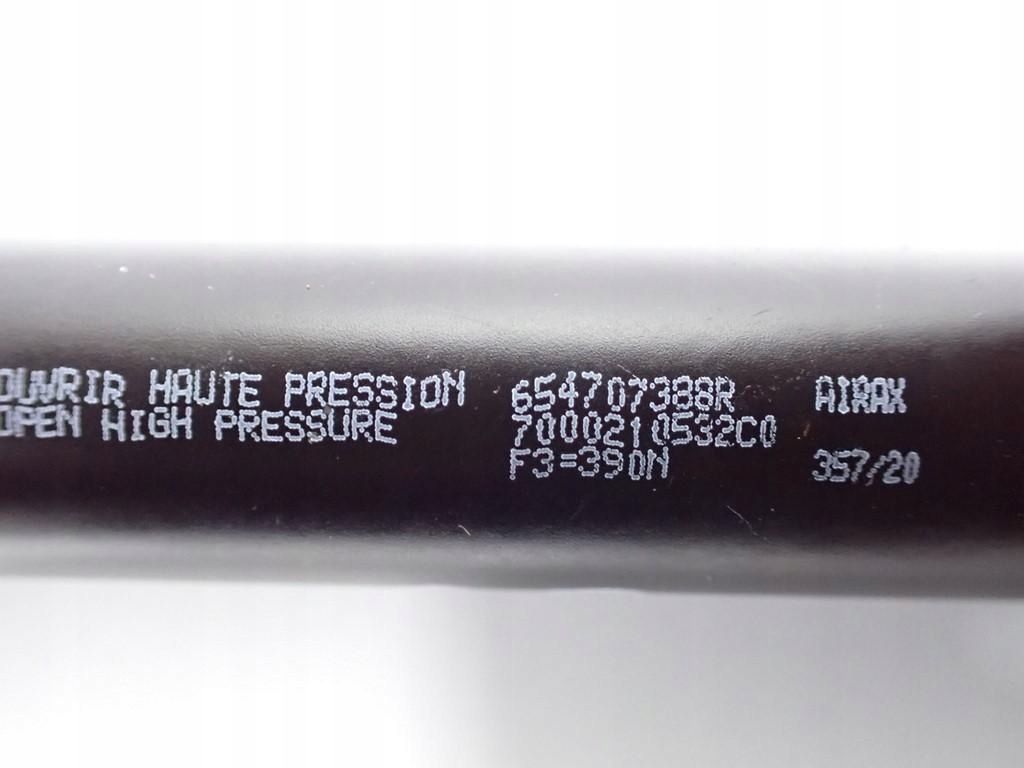 OUVRIR HAUTE PRESSION 654707388R AIRAX
OPEN HIGH PRESSURE 7000210532C0
F3=390N 357/20